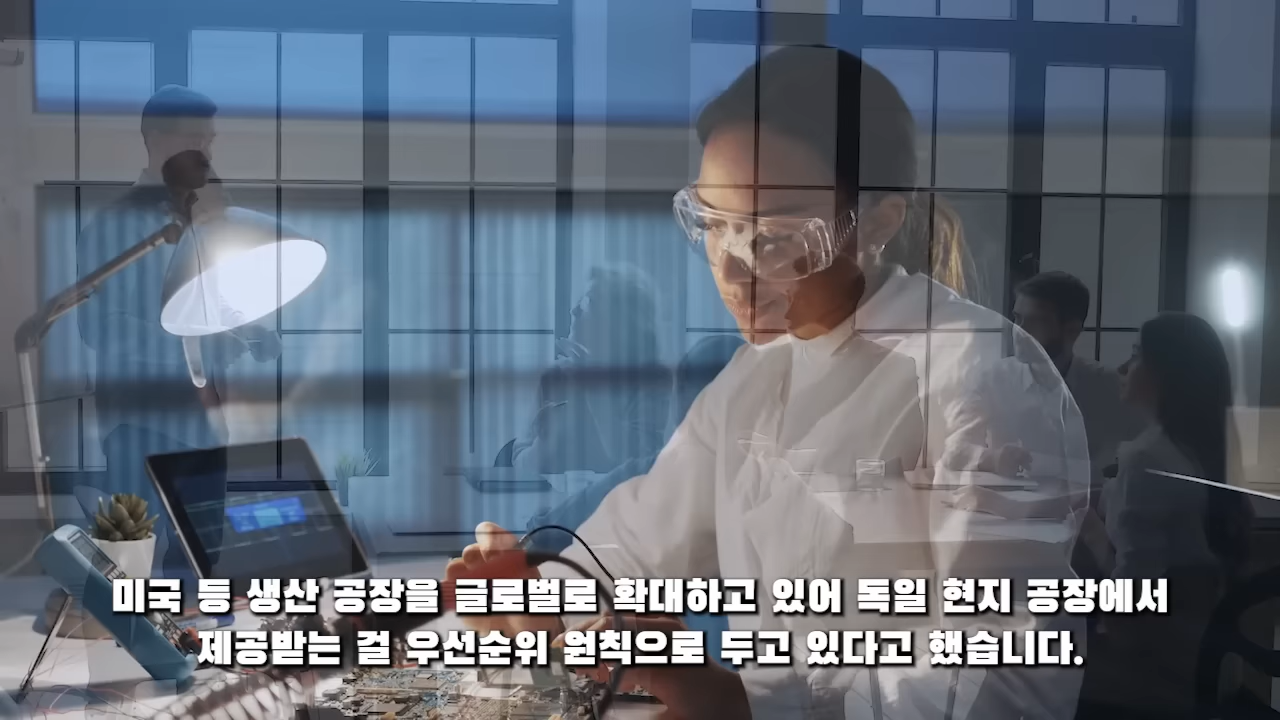 미국 등 생산 공장을 글로벌로 확대하고 있어 독일 현지 공장에서
제공받는 걸 우선순위 원칙으로 두고 있다고 했습니다.